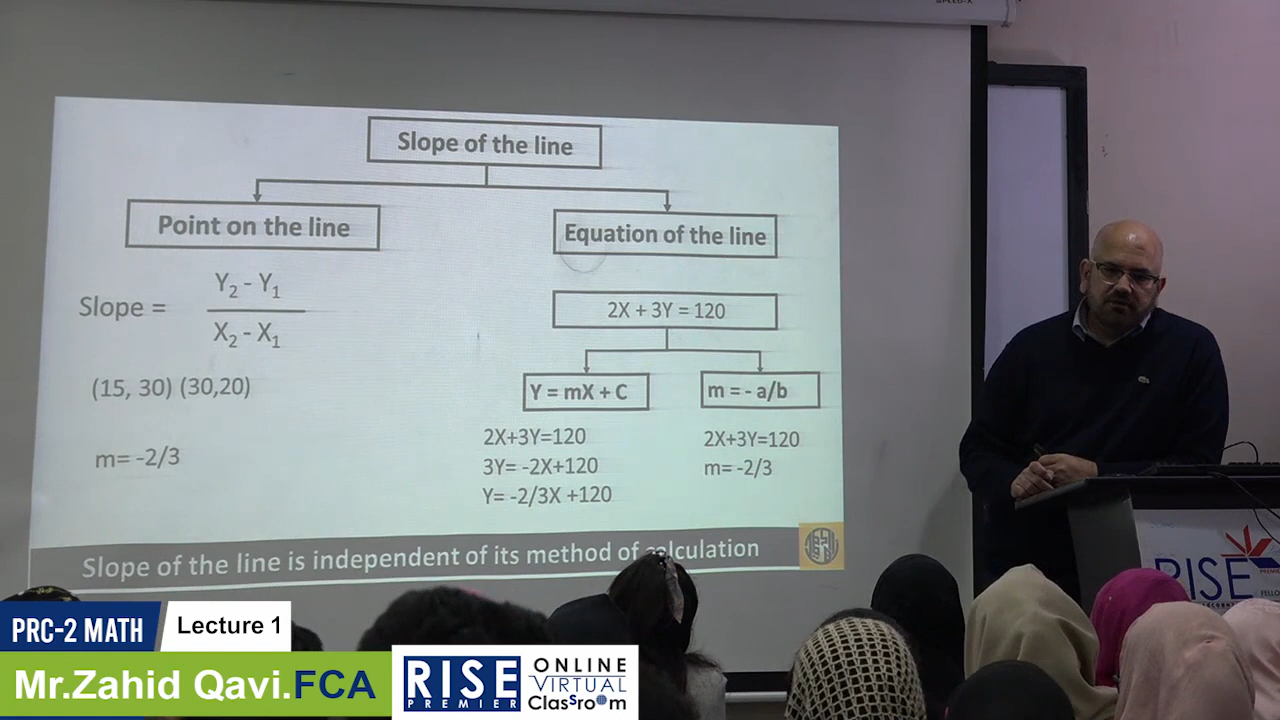 SPEED-X
Slope of the line
Point on the line
Equation of the line
Slope = Y₂ - Y₁
X₂ - X₁
(15, 30) (30,20)
m= -2/3
2X + 3Y = 120
Y = mX + C
m = - a/b
2X+3Y=120
3Y= -2X+120
Y= -2/3X +120
2X+3Y=120
m= -2/3
Slope of the line is independent of its method of calculation
RISE
PRC-2 MATH
Lecture 1
Mr.Zahid Qavi.FCA
RISE
PREMIER
ONLINE
VIRTUAL
Classroom